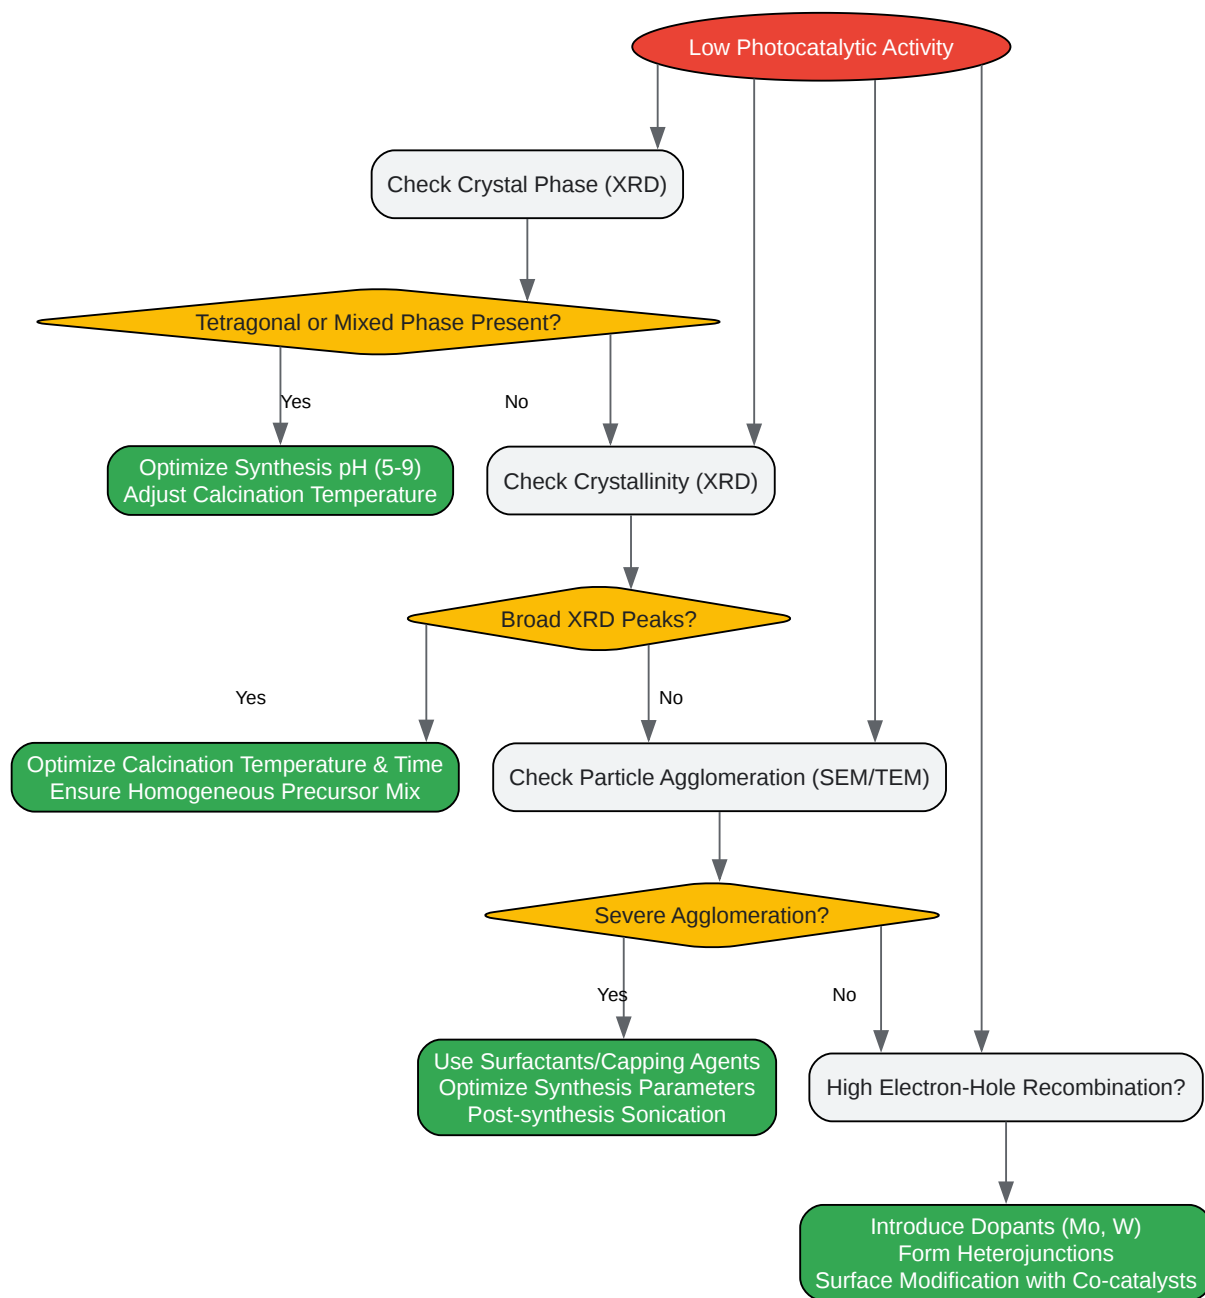 Low Photocatalytic Activity
Check Crystal Phase (XRD)
Tetragonal or Mixed Phase Present?
Yes
No
Optimize Synthesis pH (5-9)
Adjust Calcination Temperature
Check Crystallinity (XRD)
Broad XRD Peaks?
Yes
No
Optimize Calcination Temperature & Time
Ensure Homogeneous Precursor Mix
Check Particle Agglomeration (SEM/TEM)
Severe Agglomeration?
Yes
No
Use Surfactants/Capping Agents
Optimize Synthesis Parameters
Post-synthesis Sonication
High Electron-Hole Recombination?
Introduce Dopants (Mo, W)
Form Heterojunctions
Surface Modification with Co-catalysts